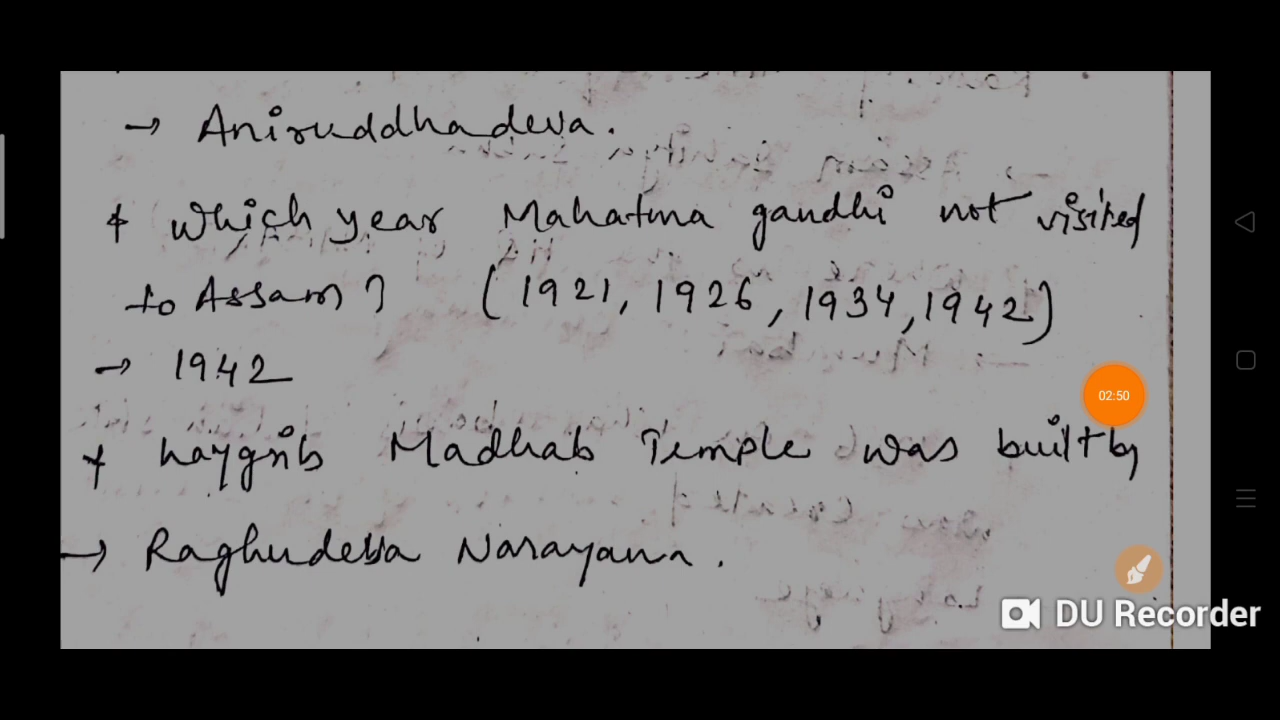 → Aniruddhadeva.
* Which year Mahatma gandhi not visited
to Assam? (1921, 1926, 1934, 1942)
→ 1942
* haygrib Madhab Temple was built by
02:50
→ Raghudeba Narayana.
DU Recorder